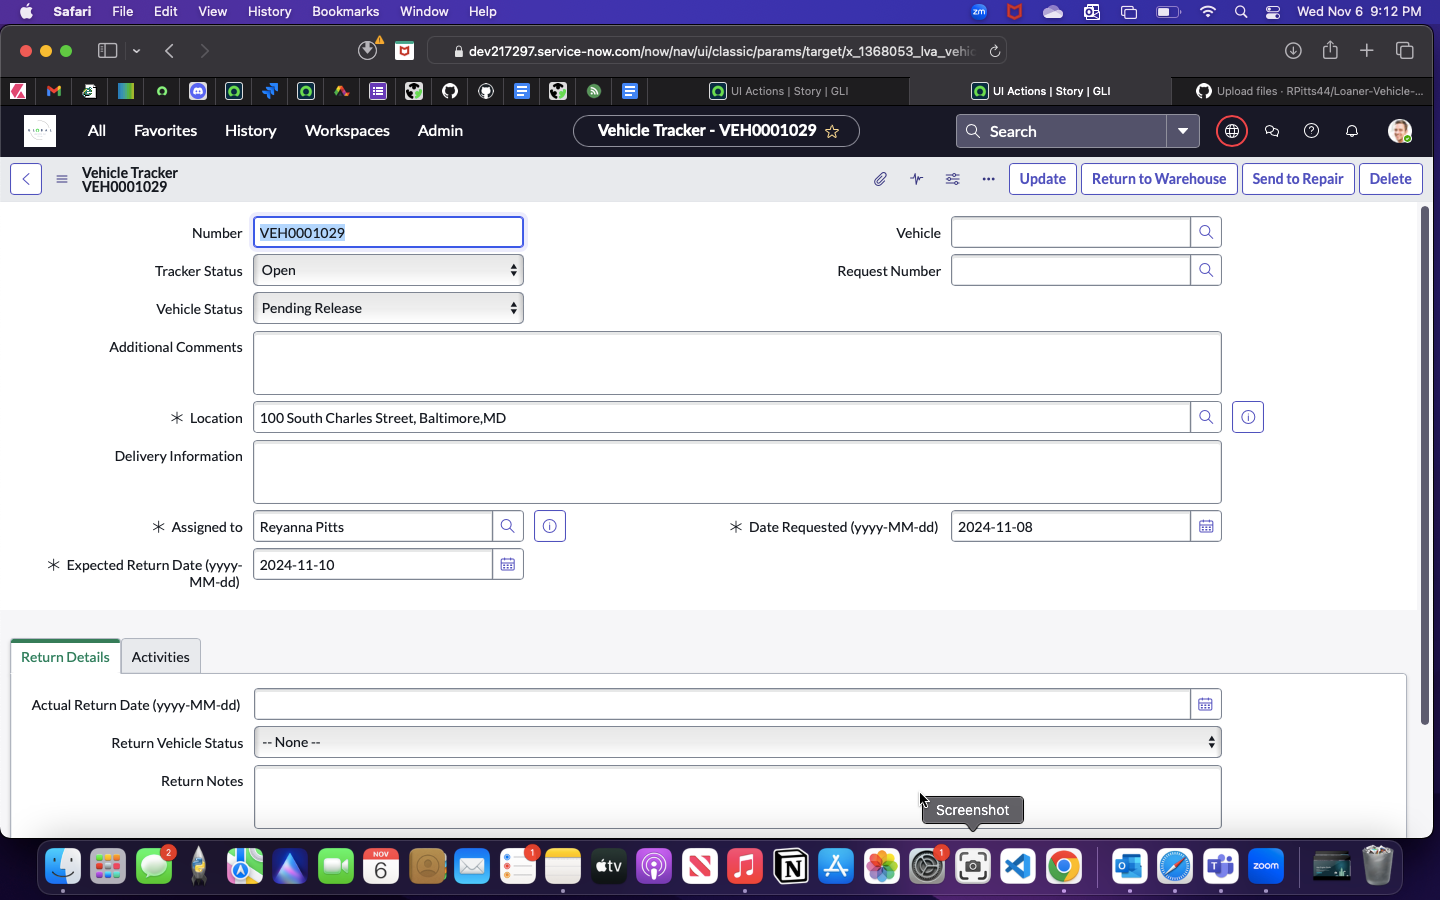 Safari File Edit View History Bookmarks Window Help zm Wed Nov 6 9:12 PM
dev217297.service-now.com/now/nav/ui/classic/params/target/x_1368053_lva_vehic
UI Actions | Story | GLI UI Actions | Story | GLI Upload files · RPitts44/Loaner-Vehicle-...
GLOBAL All Favorites History Workspaces Admin Vehicle Tracker - VEH0001029 Search
Vehicle Tracker
VEH0001029
Update Return to Warehouse Send to Repair Delete
Number VEH0001029 Vehicle
Tracker Status Open Request Number
Vehicle Status Pending Release
Additional Comments
Location 100 South Charles Street, Baltimore,MD
Delivery Information
Assigned to Reyanna Pitts Date Requested (yyyy-MM-dd) 2024-11-08
Expected Return Date (yyyy-
MM-dd) 2024-11-10
Return Details Activities
Actual Return Date (yyyy-MM-dd)
Return Vehicle Status -- None --
Return Notes
Screenshot
2 NOV 6 1 tv 1 zoom